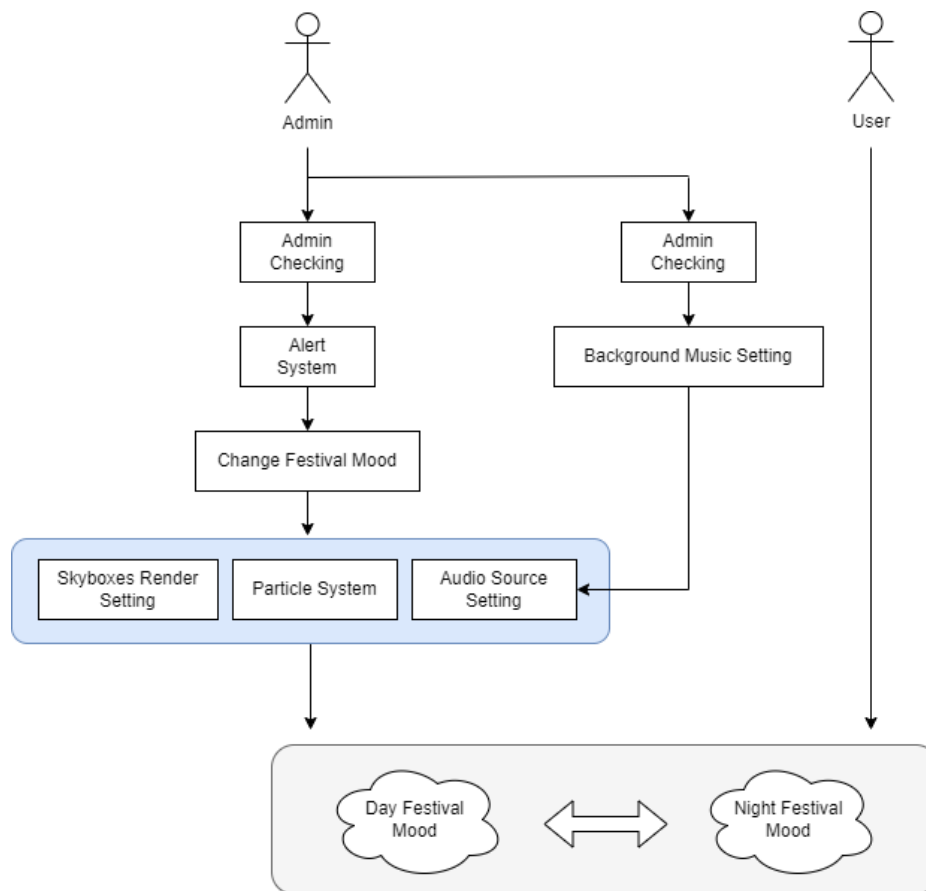 Admin
User
Admin
Checking
Admin
Checking
Alert
System
Background Music Setting
Change Festival Mood
Skyboxes Render
Setting
Particle System
Audio Source
Setting
Day Festival
Mood
Night Festival
Mood